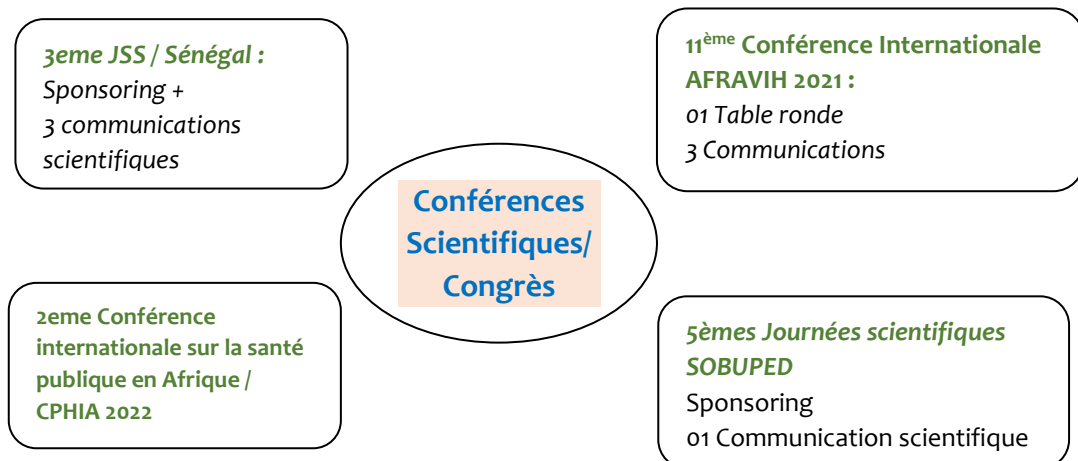 3eme JSS / Sénégal :
Sponsoring +
3 communications
scientifiques
11ème Conférence Internationale
AFRAVIH 2021 :
01 Table ronde
3 Communications
Conférences
Scientifiques/
Congrès
2eme Conférence
internationale sur la santé
publique en Afrique /
CPHIA 2022
5èmes Journées scientifiques
SOBUPED
Sponsoring
01 Communication scientifique